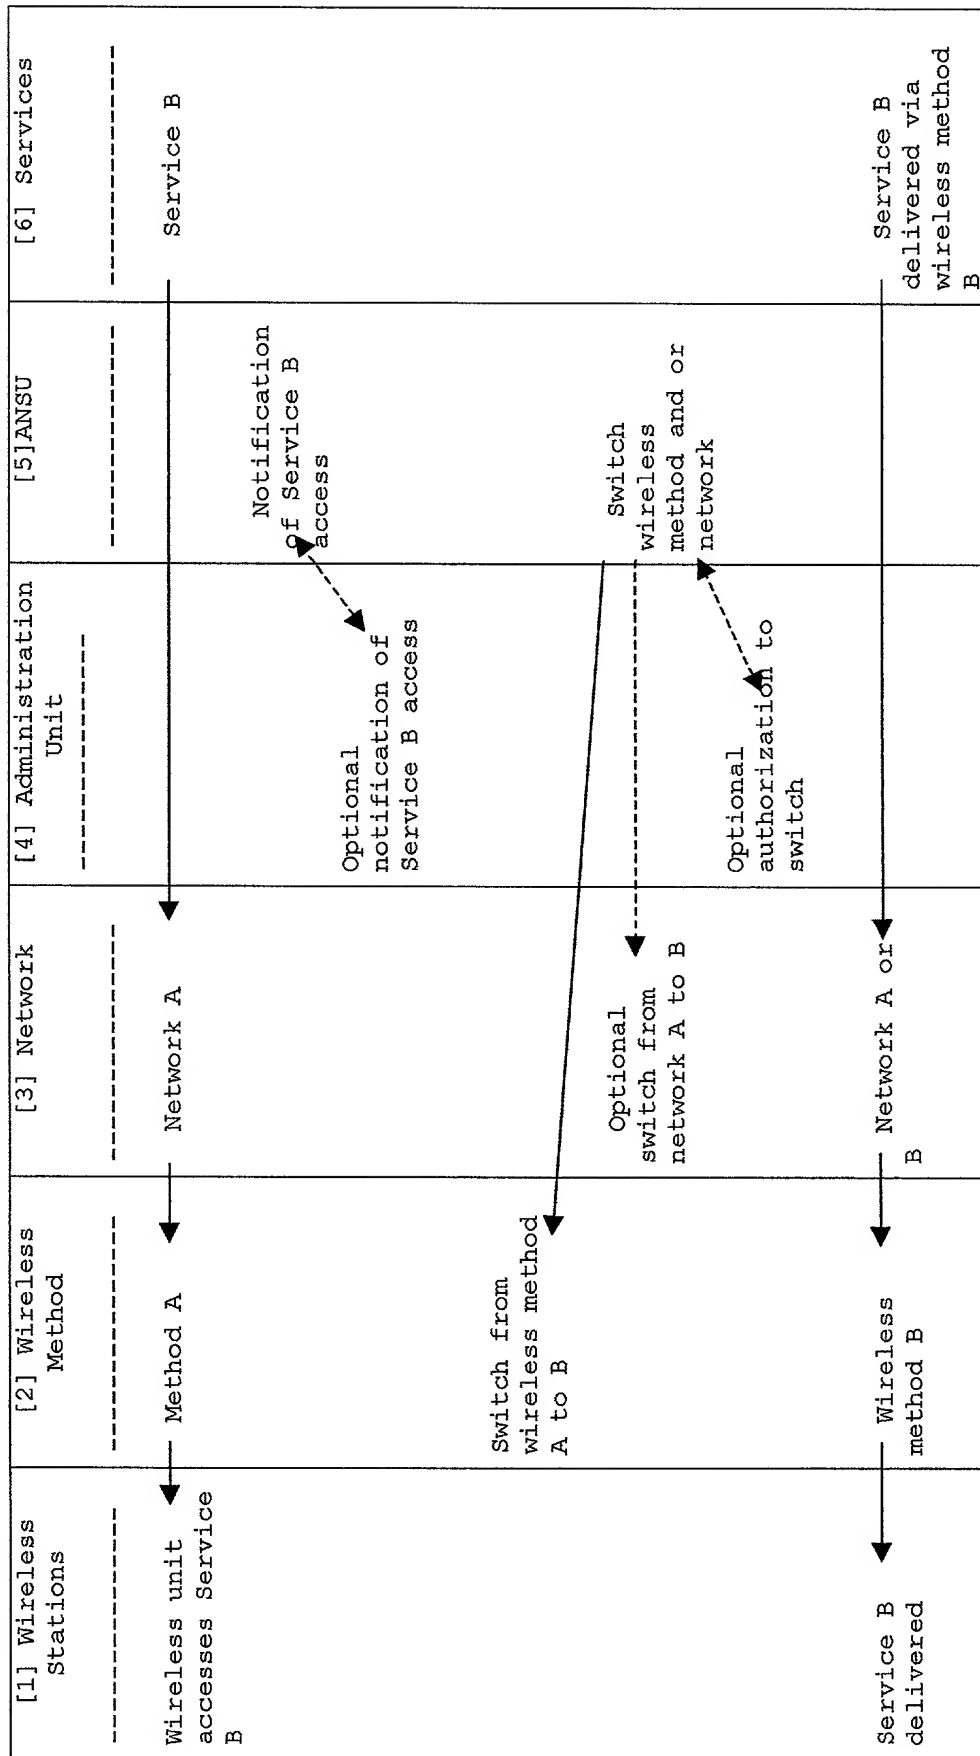 [1] Wireless
Stations
[2] Wireless
Method
[3] Network
[4] Administration
Unit
[5]ANSU
[6] Services
Wireless unit
accesses Service
B
Method A
Network A
Service B
Notification
of Service B
access
Optional
notification of
Service B access
Switch from
wireless method
A to B
Optional
switch from
network A to B
Switch
wireless
method and or
network
Optional
authorization to
switch
Service B
delivered
Wireless
method B
Network A or
B
Service B
delivered via
wireless method
B